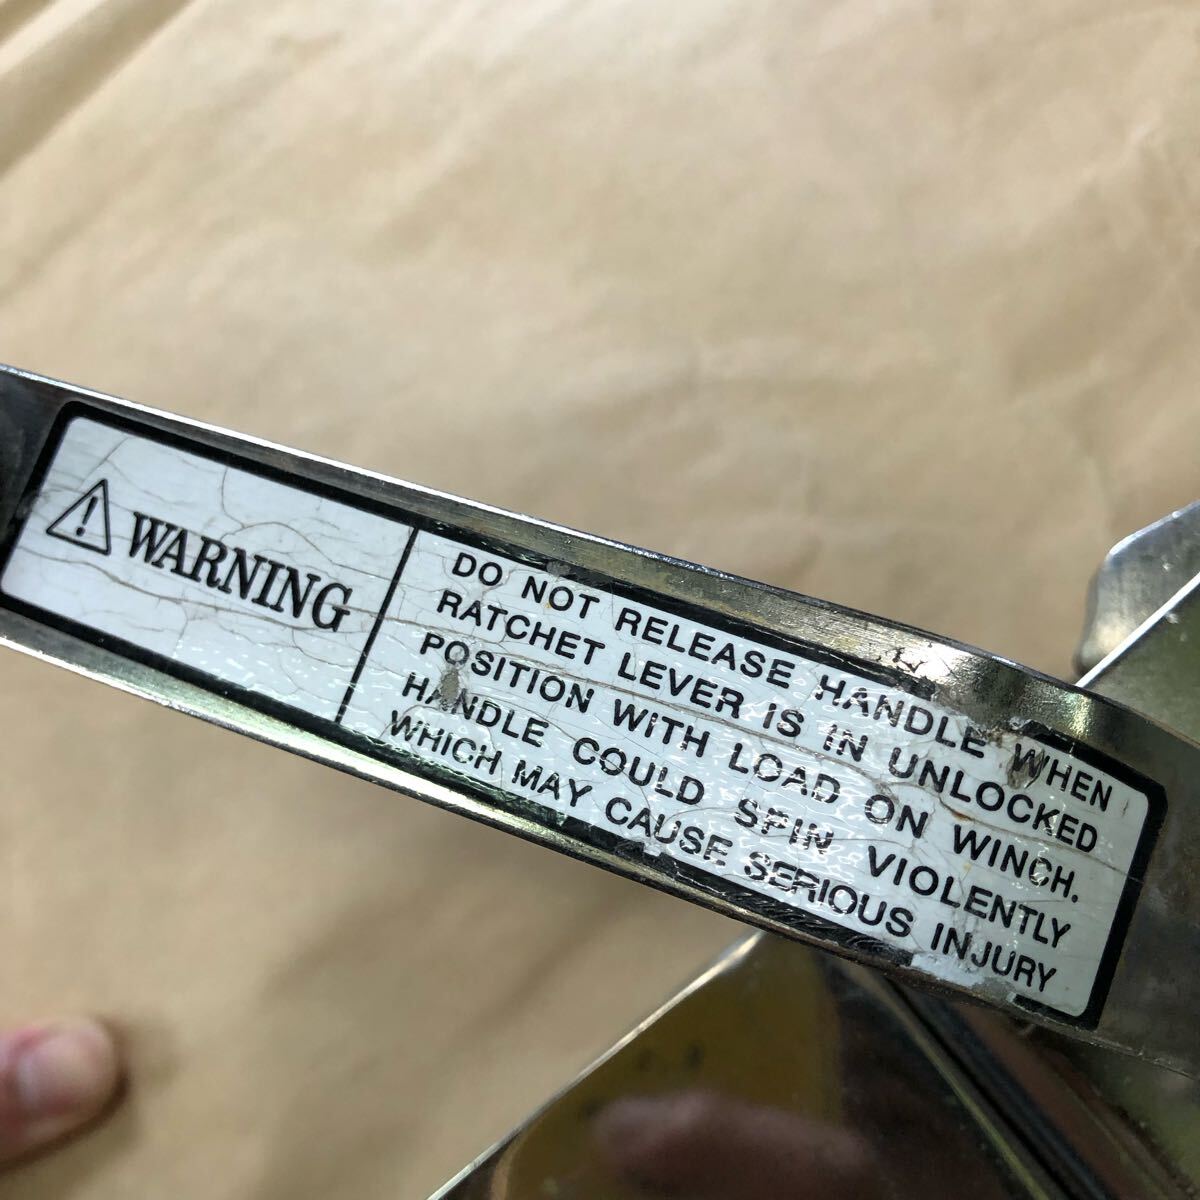 WARNING
DO NOT RELEASE HANDLE WHEN
RATCHET LEVER IS IN UNLOCKED
POSITION WITH LOAD ON WINCH.
HANDLE COULD SPIN VIOLENTLY
WHICH MAY CAUSE SERIOUS INJURY